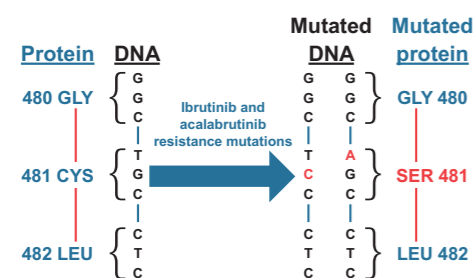 Mutated Mutated
Protein DNA DNA protein
G G G
480 GLY G G G GLY 480
C C C
Ibrutinib and
acalabrutinib
resistance mutations
T T A
481 CYS G C G SER 481
C C C
C C C
482 LEU T T T LEU 482
C C C